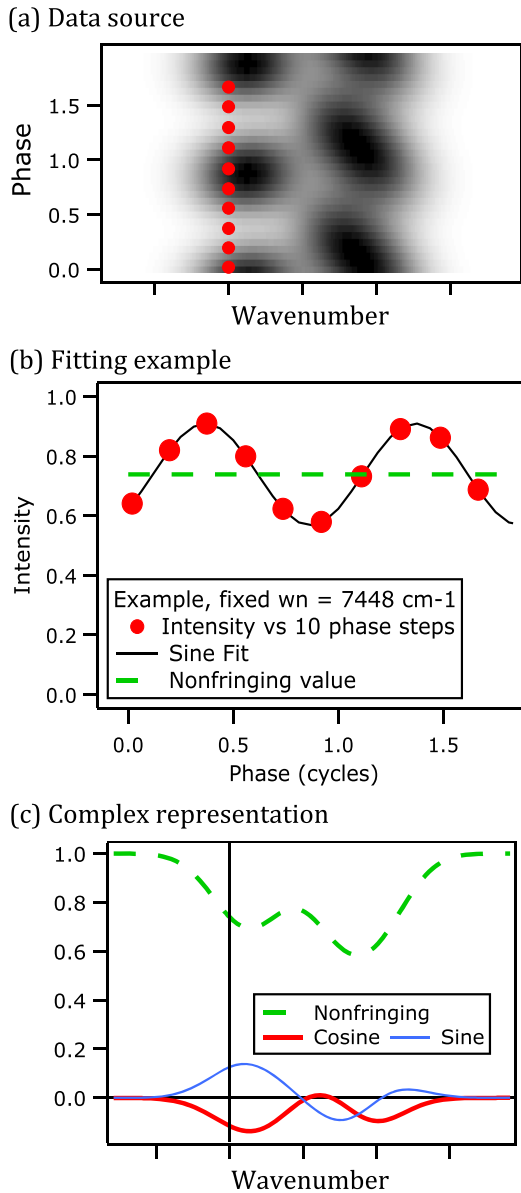 (a) Data source
1.5
1.0
0.5
0.0
Phase
Wavenumber
(b) Fitting example
1.0
0.8
0.6
0.4
0.2
0.0
Intensity
Example, fixed wn = 7448 cm-1
Intensity vs 10 phase steps
Sine Fit
Nonfringing value
0.0 0.5 1.0 1.5
Phase (cycles)
(c) Complex representation
1.0
0.8
0.6
0.4
0.2
0.0
Nonfringing
Cosine Sine
Wavenumber